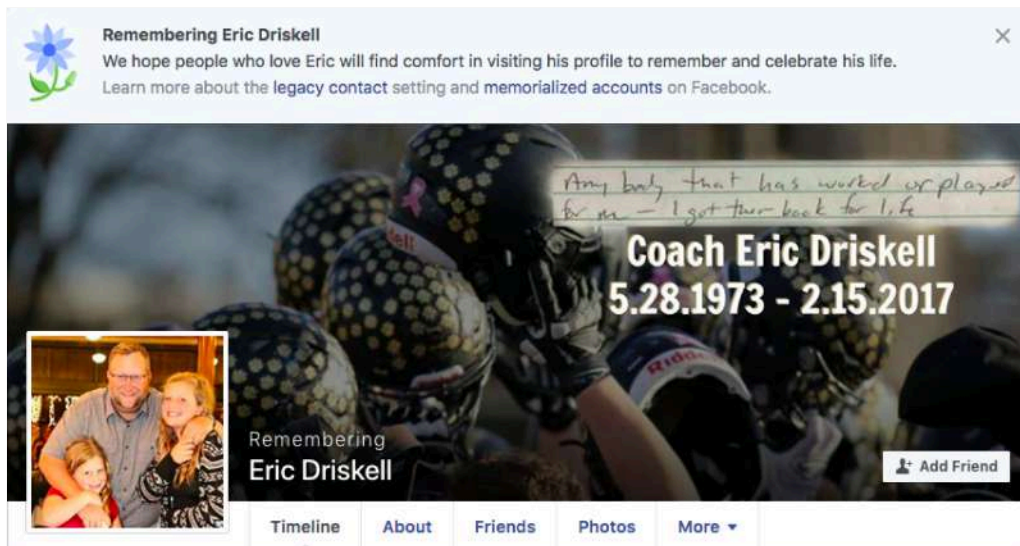 Remembering Eric Driskell
We hope people who love Eric will find comfort in visiting his profile to remember and celebrate his life.
Learn more about the legacy contact setting and memorialized accounts on Facebook.
Any body that has worked or played
for me – I got their back for life
Coach Eric Driskell
5.28.1973 - 2.15.2017
Riddell
Remembering
Eric Driskell
Add Friend
Timeline About Friends Photos More